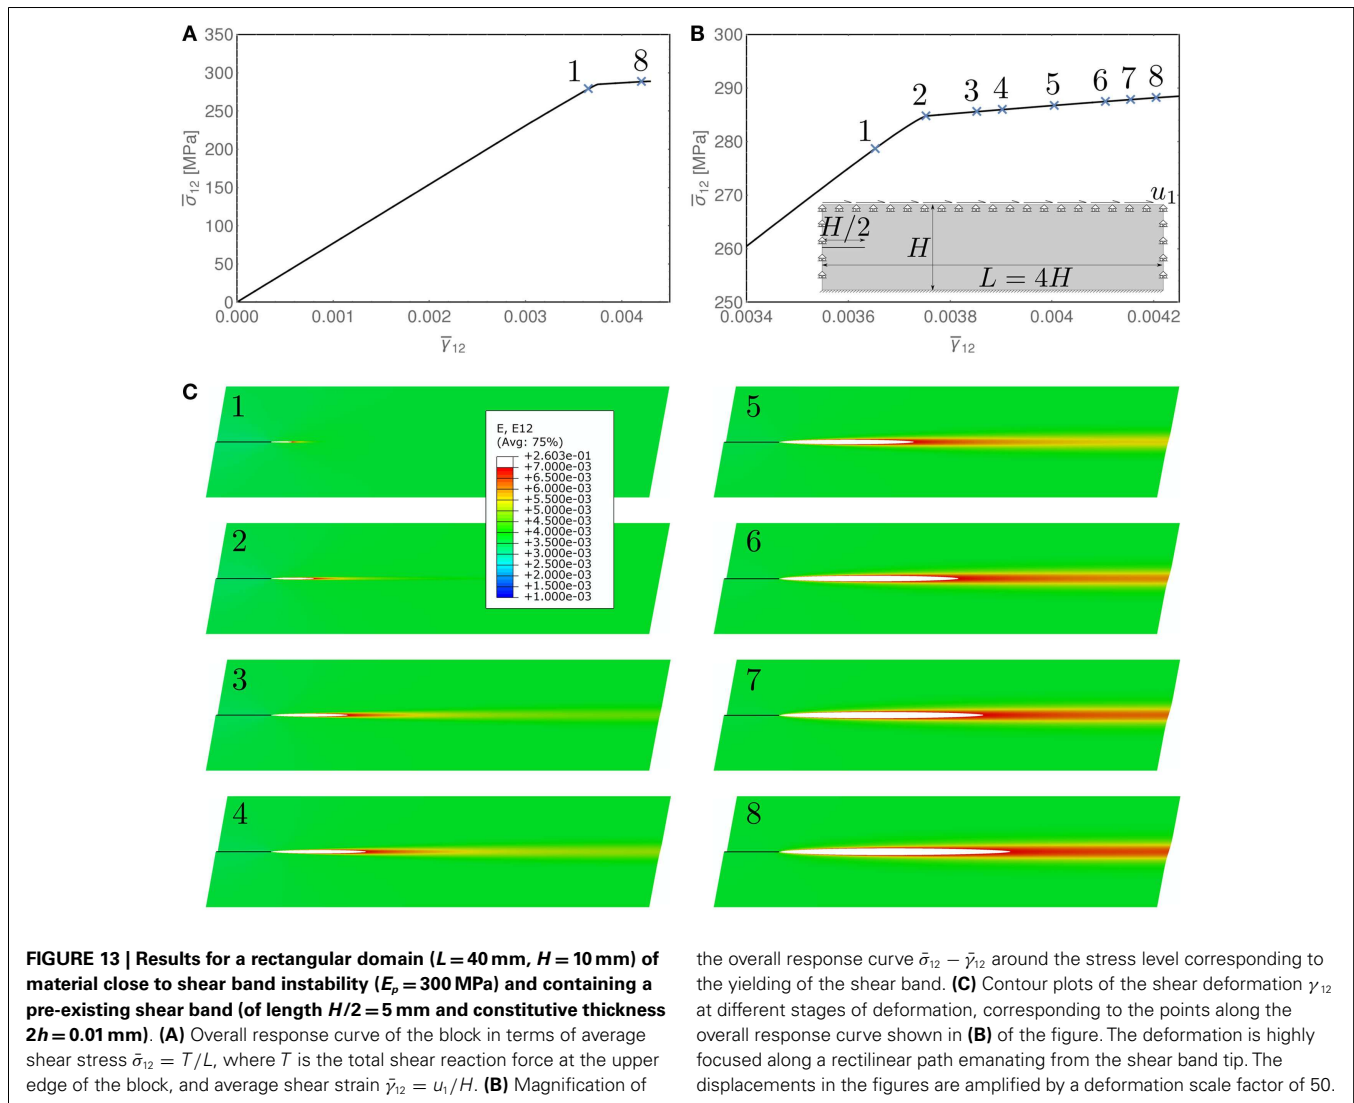 A
350
300
250
200
150
100
50
0
σ̄12 [MPa]
1
8
0.000
0.001
0.002
0.003
0.004
γ̄12
B
300
290
280
270
260
250
σ̄12 [MPa]
1
2
3
4
5
6
7
8
u1
H/2
H
L = 4H
0.0034
0.0036
0.0038
0.004
0.0042
γ̄12
C
1
E, E12
(Avg: 75%)
+2.603e-01
+7.000e-03
+6.500e-03
+6.000e-03
+5.500e-03
+5.000e-03
+4.500e-03
+4.000e-03
+3.500e-03
+3.000e-03
+2.500e-03
+2.000e-03
+1.500e-03
+1.000e-03
2
3
4
5
6
7
8
FIGURE 13 | Results for a rectangular domain (L = 40 mm, H = 10 mm) of
material close to shear band instability (Ep = 300 MPa) and containing a
pre-existing shear band (of length H/2 = 5 mm and constitutive thickness
2h = 0.01 mm). (A) Overall response curve of the block in terms of average
shear stress σ̄12 = T/L, where T is the total shear reaction force at the upper
edge of the block, and average shear strain γ̄12 = u1/H. (B) Magnification of
the overall response curve σ̄12 − γ̄12 around the stress level corresponding to
the yielding of the shear band. (C) Contour plots of the shear deformation γ12
at different stages of deformation, corresponding to the points along the
overall response curve shown in (B) of the figure. The deformation is highly
focused along a rectilinear path emanating from the shear band tip. The
displacements in the figures are amplified by a deformation scale factor of 50.